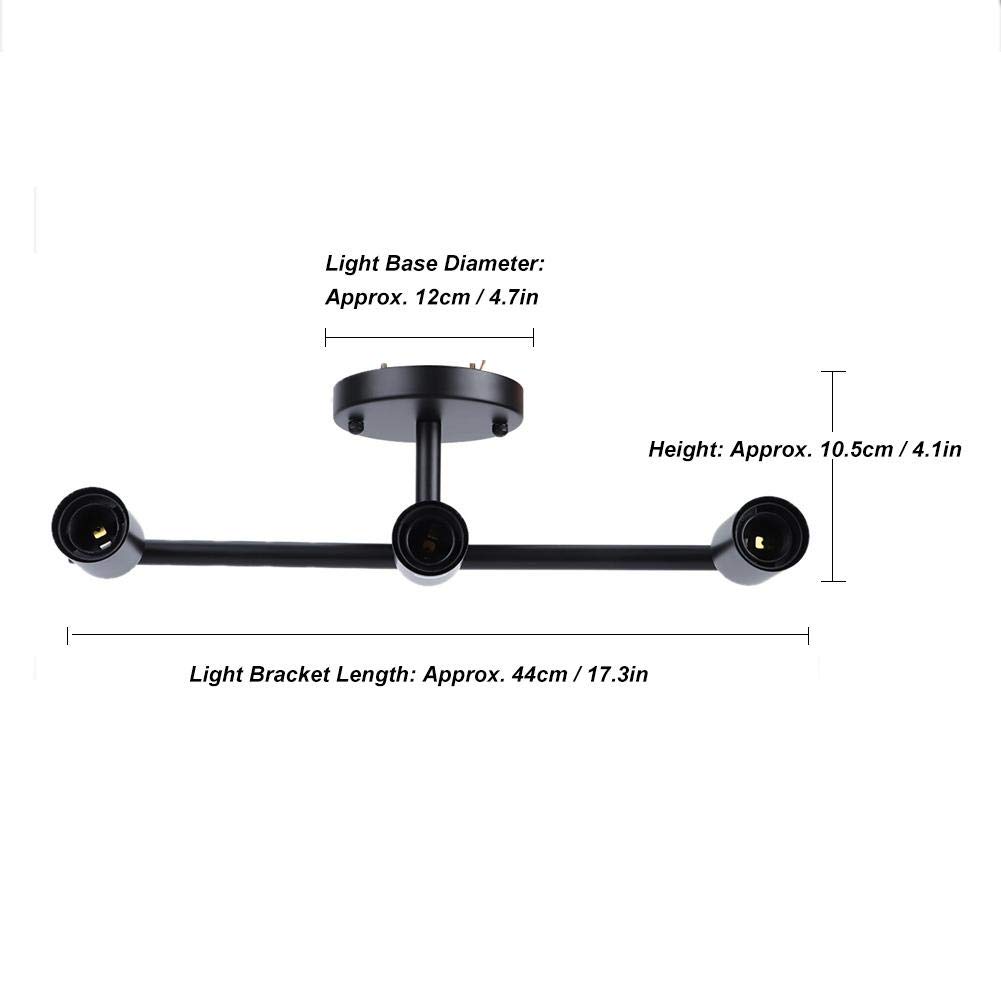 Light Base Diameter:
Approx. 12cm / 4.7in
Height: Approx. 10.5cm / 4.1in
Light Bracket Length: Approx. 44cm / 17.3in